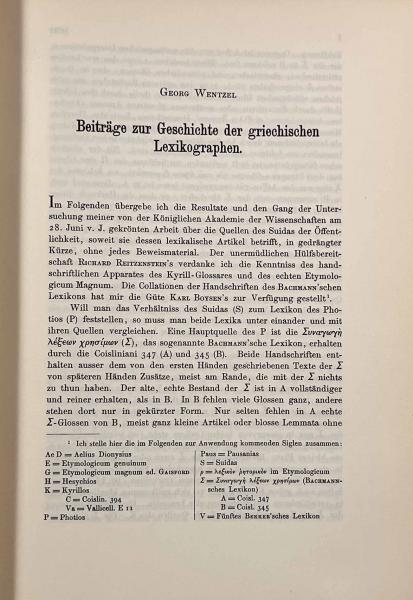 Georg Wentzel
Beiträge zur Geschichte der griechischen
Lexikographen.
Im Folgenden übergebe ich die Resultate und den Gang der Unter-
suchung meiner von der Königlichen Akademie der Wissenschaften am
28. Juni v. J. gekrönten Arbeit über die Quellen des Suidas der Öffent-
lichkeit, soweit sie dessen lexikalische Artikel betrifft, in gedrängter
Kürze, ohne jedes Beweismaterial. Der unermüdlichen Hülfsbereit-
schaft Richard Reitzenstein's verdanke ich die Kenntniss des hand-
schriftlichen Apparates des Kyrill-Glossares und des echten Etymolo-
gicum Magnum. Die Collationen der Handschriften des Bachmann'schen
Lexikons hat mir die Güte Karl Boysen's zur Verfügung gestellt¹.
Will man das Verhältniss des Suidas (S) zum Lexikon des Pho-
tios (P) feststellen, so muss man beide Lexika unter einander und mit
ihren Quellen vergleichen. Eine Hauptquelle des P ist die Συναγωγὴ
λέξεων χρησίμων (Σ), das sogenannte Bachmann'sche Lexikon, erhalten
durch die Coisliniani 347 (A) und 345 (B). Beide Handschriften ent-
halten ausser dem von den ersten Händen geschriebenen Texte der Σ
von späteren Händen Zusätze, meist am Rande, die mit der Σ nichts
zu thun haben. Der alte, echte Bestand der Σ ist in A vollständiger
und reiner erhalten, als in B. In B fehlen viele Glossen ganz, andere
stehen dort nur in gekürzter Form. Nur selten fehlen in A echte
Σ-Glossen von B, meist ganz kleine Artikel oder blosse Lemmata ohne
¹ Ich stelle hier die im Folgenden zur Anwendung kommenden Siglen zusammen:
Ae D = Aelius Dionysius
E = Etymologicum genuinum
G = Etymologicum magnum ed. Gaisford
H = Hesychios
K = Kyrillos
C = Coislin. 394
Va = Vallicell. E 11
P = Photios
Paus = Pausanias
S = Suidas
ρ = λεξικὸν ῥητορικὸν im Etymologicum
Σ = Συναγωγὴ λέξεων χρησίμων (Bachmann-
sches Lexikon)
A = Coisl. 347
B = Coisl. 345
V = Fünftes Bekker'sches Lexikon